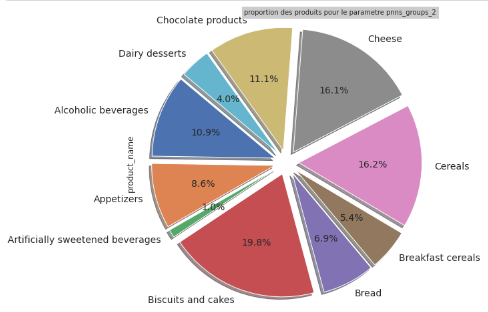 proportion des produits pour le parametre pnns_groups_2
Chocolate products
Cheese
Dairy desserts
11.1%
16.1%
4.0%
Alcoholic beverages
10.9%
16.2%
Cereals
product_name
8.6%
Appetizers
1.0%
5.4%
Artificially sweetened beverages
19.8%
6.9%
Breakfast cereals
Biscuits and cakes
Bread